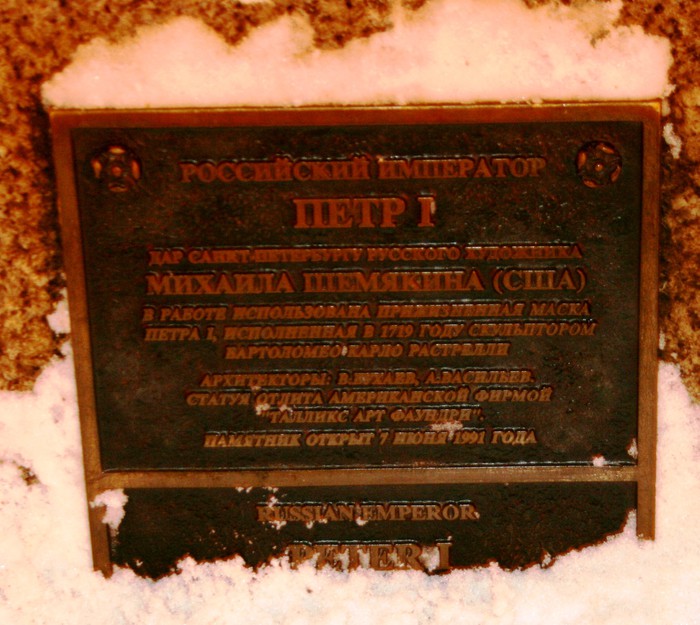 РОССИЙСКИЙ ИМПЕРАТОР
ПЕТР I
ДАР САНКТ-ПЕТЕРБУРГУ РУССКОГО ХУДОЖНИКА
МИХАИЛА ШЕМЯКИНА (США)
В РАБОТЕ ИСПОЛЬЗОВАНА ПРИЖИЗНЕННАЯ МАСКА
ПЕТРА I, ИСПОЛНЕННАЯ В 1719 ГОДУ СКУЛЬПТОРОМ
БАРТОЛОМЕО КАРЛО РАСТРЕЛЛИ
АРХИТЕКТОРЫ: В.БУХАЕВ, А.ВАСИЛЬЕВ.
СТАТУЯ ОТЛИТА АМЕРИКАНСКОЙ ФИРМОЙ
"ТАЛЛИКС АРТ ФАУНДРИ".
ПАМЯТНИК ОТКРЫТ 7 ИЮНЯ 1991 ГОДА
RUSSIAN EMPEROR
PETER I